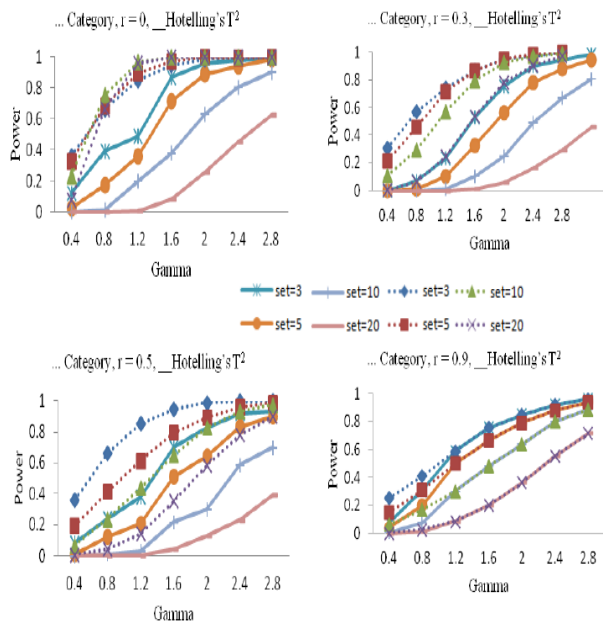 ... Category, r = 0, __Hotelling's T²
... Category, r = 0.3, __Hotelling's T²
Power
1
0.8
0.6
0.4
0.2
0
0.4 0.8 1.2 1.6 2 2.4 2.8
Gamma
Power
1
0.8
0.6
0.4
0.2
0
0.4 0.8 1.2 1.6 2 2.4 2.8
Gamma
set=3 set=10 set=3 set=10
set=5 set=20 set=5 set=20
... Category, r = 0.5, __Hotelling's T²
... Category, r = 0.9, __Hotelling's T²
Power
1
0.8
0.6
0.4
0.2
0
0.4 0.8 1.2 1.6 2 2.4 2.8
Gamma
Power
1
0.8
0.6
0.4
0.2
0
0.4 0.8 1.2 1.6 2 2.4 2.8
Gamma